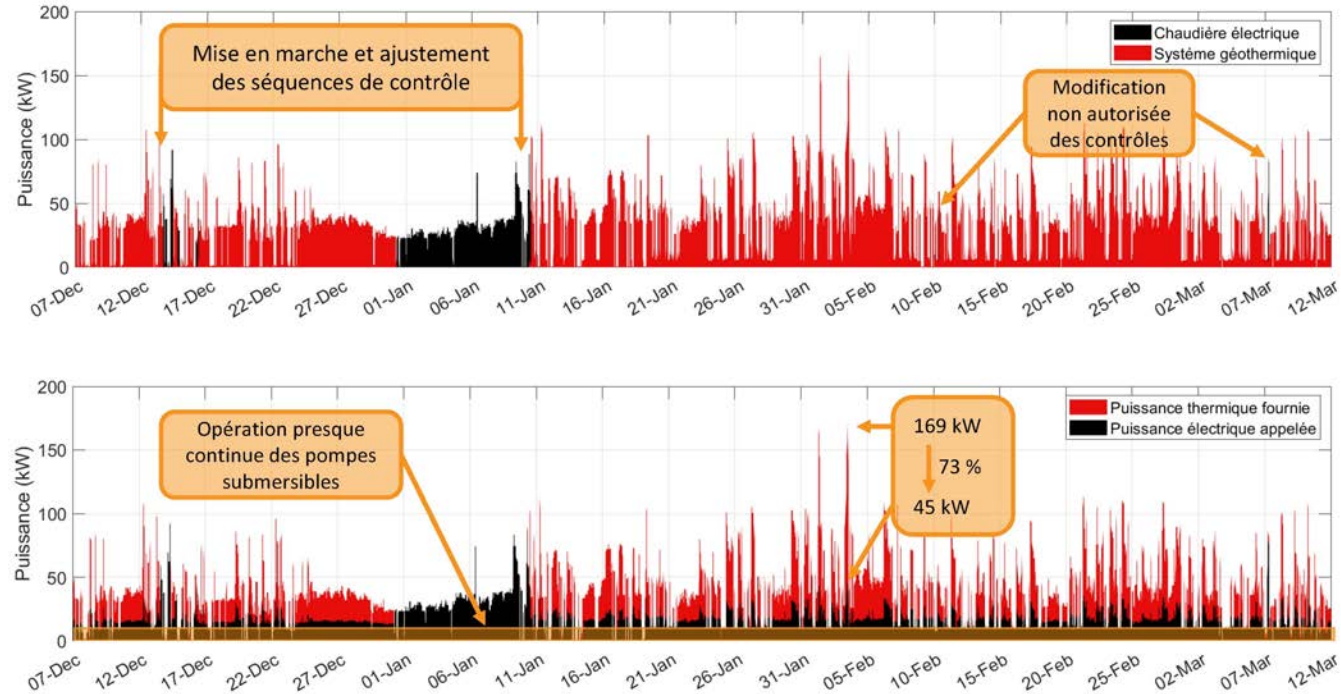 200
150
100
50
0
Puissance (kW)
Mise en marche et ajustement
des séquences de contrôle
Chaudière électrique
Système géothermique
Modification
non autorisée
des contrôles
07-Dec
12-Dec
17-Dec
22-Dec
27-Dec
01-Jan
06-Jan
11-Jan
16-Jan
21-Jan
26-Jan
31-Jan
05-Feb
10-Feb
15-Feb
20-Feb
25-Feb
02-Mar
07-Mar
12-Mar
200
150
100
50
0
Puissance (kW)
Opération presque
continue des pompes
submersibles
169 kW
73 %
45 kW
Puissance thermique fournie
Puissance électrique appelée
07-Dec
12-Dec
17-Dec
22-Dec
27-Dec
01-Jan
06-Jan
11-Jan
16-Jan
21-Jan
26-Jan
31-Jan
05-Feb
10-Feb
15-Feb
20-Feb
25-Feb
02-Mar
07-Mar
12-Mar